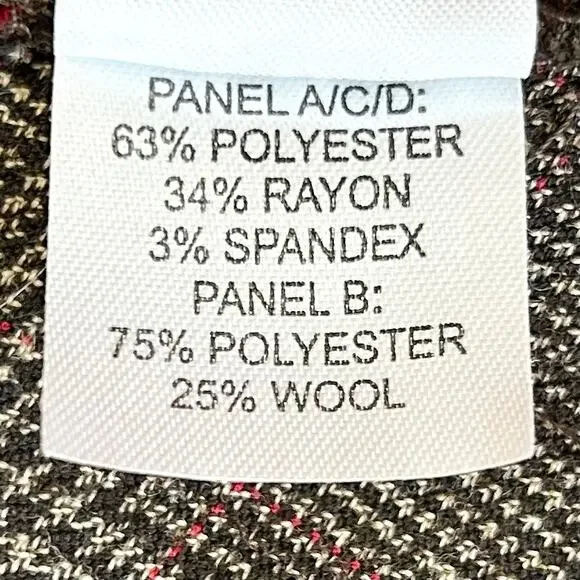 PANEL A/C/D:
63% POLYESTER
34% RAYON
3% SPANDEX
PANEL B:
75% POLYESTER
25% WOOL